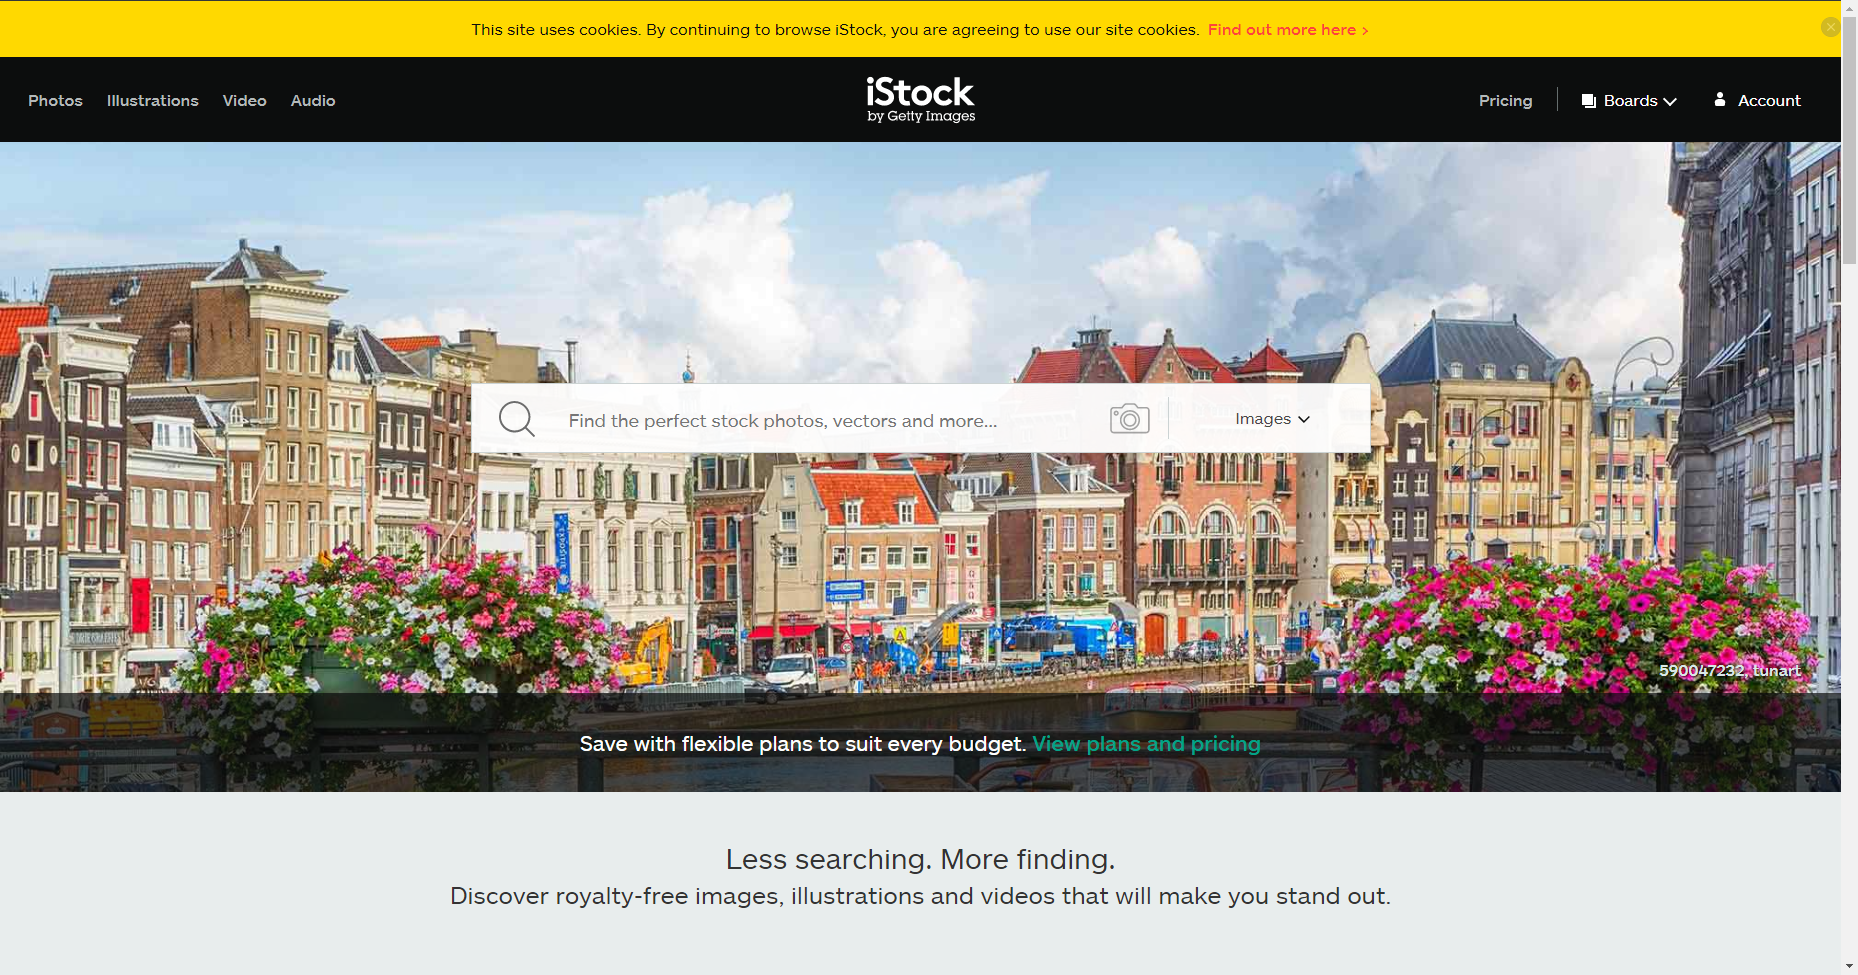 This site uses cookies. By continuing to browse iStock, you are agreeing to use our site cookies. Find out more here >
Photos Illustrations Video Audio
iStock
by Getty Images
Pricing Boards Account
Find the perfect stock photos, vectors and more...
Images
590047232, tunart
Save with flexible plans to suit every budget. View plans and pricing
Less searching. More finding.
Discover royalty-free images, illustrations and videos that will make you stand out.